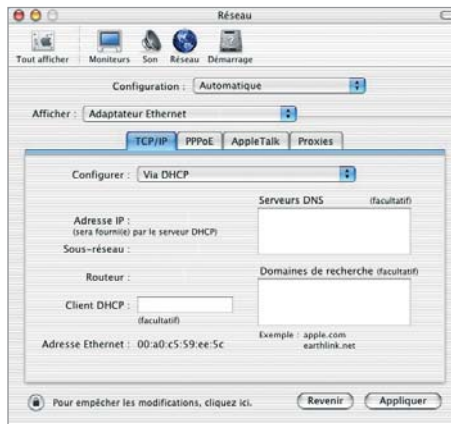 Réseau
Tout afficher Moniteurs Son Réseau Démarrage
Configuration : Automatique
Afficher : Adaptateur Ethernet
TCP/IP PPPoE AppleTalk Proxies
Configurer : Via DHCP
Serveurs DNS (facultatif)
Adresse IP :
(sera fourni(e) par le serveur DHCP)
Sous-réseau :
Routeur :
Domaines de recherche (facultatif)
Client DHCP :
(facultatif)
Adresse Ethernet : 00:a0:c5:59:ee:5c
Exemple : apple.com
earthlink.net
Pour empêcher les modifications, cliquez ici.
Revenir Appliquer